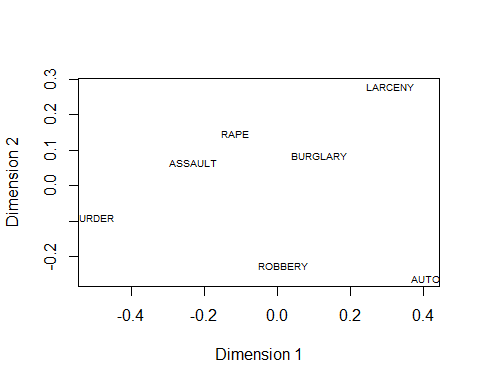 Dimension 2
0.3
0.2
0.1
0.0
-0.2
LARCENY
RAPE
BURGLARY
ASSAULT
URDER
ROBBERY
AUTO
-0.4
-0.2
0.0
0.2
0.4
Dimension 1